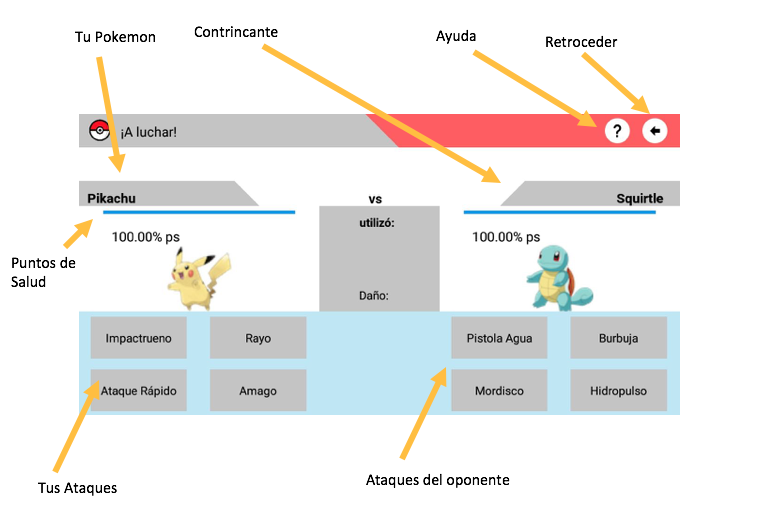 Tu Pokemon
Contrincante
Ayuda
Retroceder
¡A luchar!
?
Pikachu
vs
Squirtle
utilizó:
100.00% ps
100.00% ps
Puntos de
Salud
Daño:
Impactrueno
Rayo
Pistola Agua
Burbuja
Ataque Rápido
Amago
Mordisco
Hidropulso
Tus Ataques
Ataques del oponente